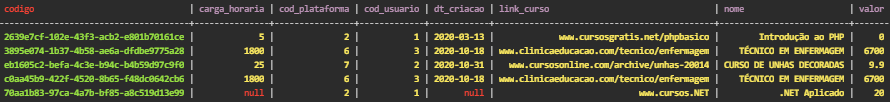 codigo | carga_horaria | cod_plataforma | cod_usuario | dt_criacao | link_curso | nome | valor
2639e7cf-102e-43f3-acb2-e801b70161ce | 5 | 2 | 1 | 2020-03-13 | www.cursosgratis.net/phpbasico | Introdução ao PHP | 0
3895e074-1b37-4b58-ae6a-dfdbe9775a28 | 1800 | 6 | 3 | 2020-10-18 | www.clinicaeducacao.com/tecnico/enfermagem | TÉCNICO EM ENFERMAGEM | 6700
eb1605c2-befa-4c3e-b94c-b4b59d97c9f0 | 25 | 7 | 2 | 2020-10-31 | www.cursosonline.com/archive/unhas-20014 | CURSO DE UNHAS DECORADAS | 9.9
c0aa45b9-422f-4520-8b65-f48dc0642cb6 | 1800 | 6 | 3 | 2020-10-18 | www.clinicaeducacao.com/tecnico/enfermagem | TÉCNICO EM ENFERMAGEM | 6700
70aa1b83-97ca-4a7b-bf85-a8c519d13e99 | null | 2 | 1 | null | www.cursos.NET | .NET Aplicado | 20